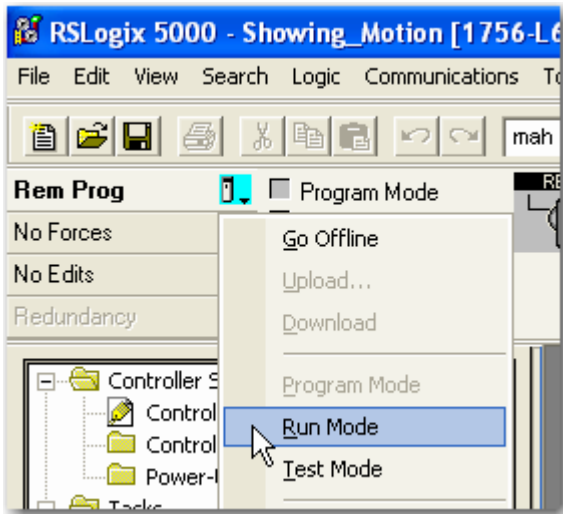 RSLogix 5000 - Showing_Motion [1756-L6
File Edit View Search Logic Communications To
mah
Rem Prog Program Mode
No Forces
No Edits
Redundancy
Go Offline
Upload...
Download
Program Mode
Run Mode
Test Mode
Controller S
Control
Control
Power-
Tasks